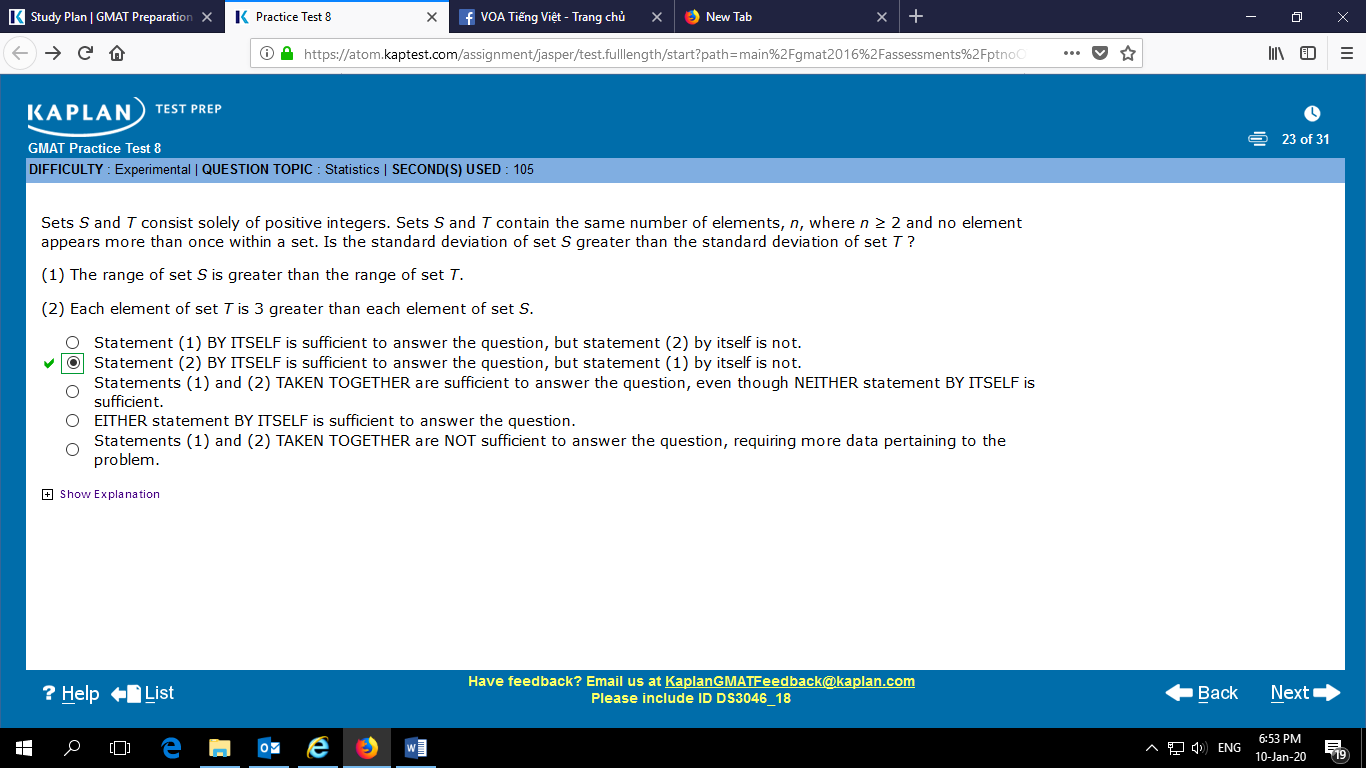 Study Plan | GMAT Preparation
Practice Test 8
VOA Tiếng Việt - Trang chủ
New Tab
https://atom.kaptest.com/assignment/jasper/test.fulllength/start?path=main%2Fgmat2016%2Fassessments%2FptnoC
KAPLAN TEST PREP
GMAT Practice Test 8
23 of 31
DIFFICULTY : Experimental | QUESTION TOPIC : Statistics | SECOND(S) USED : 105
Sets S and T consist solely of positive integers. Sets S and T contain the same number of elements, n, where n ≥ 2 and no element
appears more than once within a set. Is the standard deviation of set S greater than the standard deviation of set T ?
(1) The range of set S is greater than the range of set T.
(2) Each element of set T is 3 greater than each element of set S.
Statement (1) BY ITSELF is sufficient to answer the question, but statement (2) by itself is not.
Statement (2) BY ITSELF is sufficient to answer the question, but statement (1) by itself is not.
Statements (1) and (2) TAKEN TOGETHER are sufficient to answer the question, even though NEITHER statement BY ITSELF is
sufficient.
EITHER statement BY ITSELF is sufficient to answer the question.
Statements (1) and (2) TAKEN TOGETHER are NOT sufficient to answer the question, requiring more data pertaining to the
problem.
Show Explanation
? Help List
Have feedback? Email us at KaplanGMATFeedback@kaplan.com
Please include ID DS3046_18
Back Next
ENG
6:53 PM
10-Jan-20
19